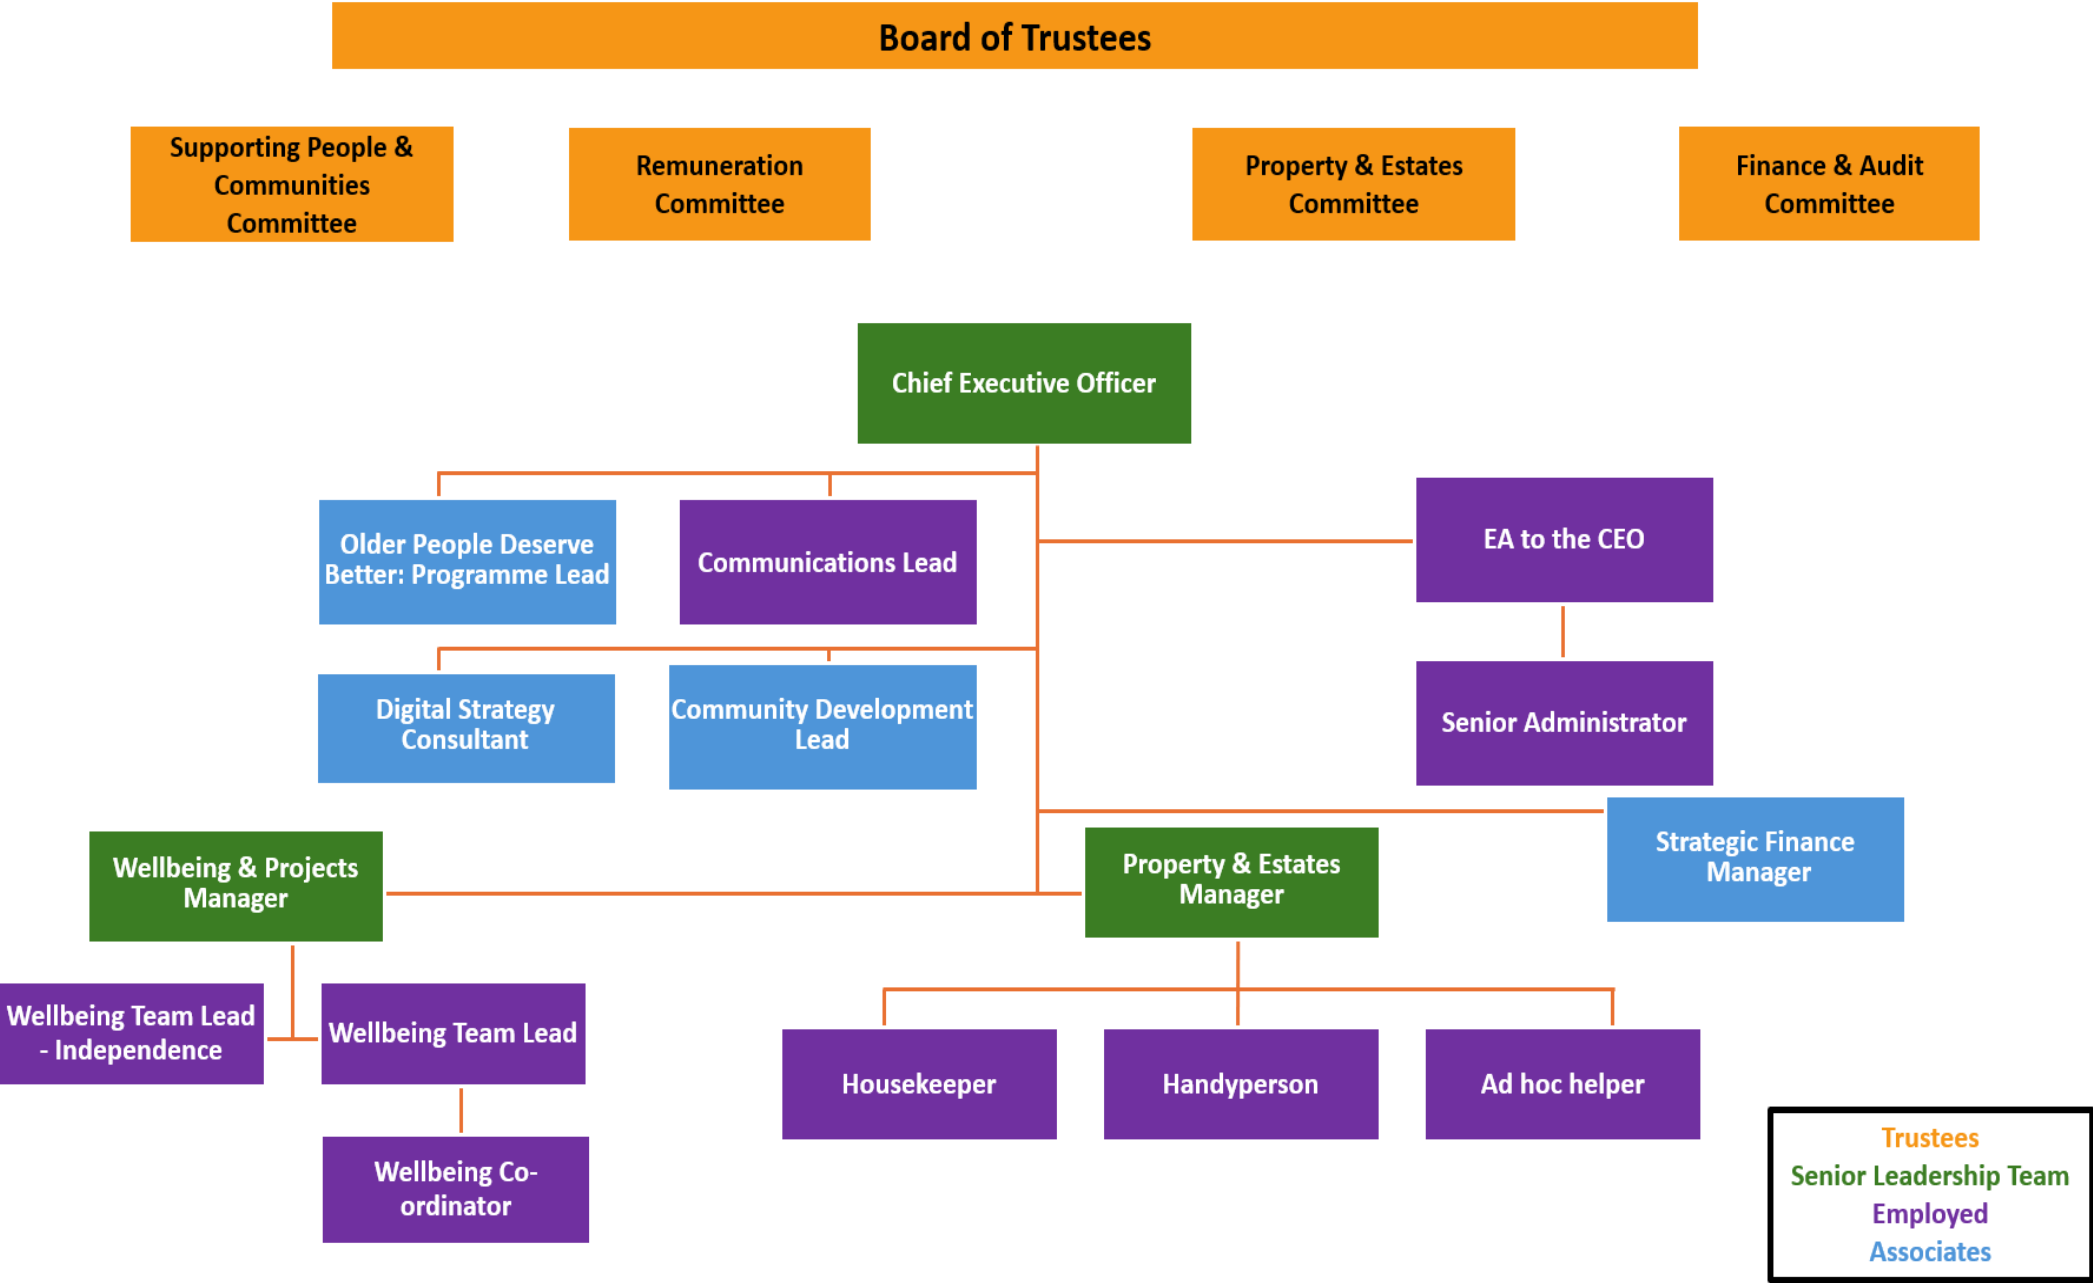 Board of Trustees
Supporting People &
Communities
Committee
Remuneration
Committee
Property & Estates
Committee
Finance & Audit
Committee
Chief Executive Officer
Older People Deserve
Better: Programme Lead
Communications Lead
EA to the CEO
Digital Strategy
Consultant
Community Development
Lead
Senior Administrator
Wellbeing & Projects
Manager
Property & Estates
Manager
Strategic Finance
Manager
Wellbeing Team Lead
- Independence
Wellbeing Team Lead
Housekeeper
Handyperson
Ad hoc helper
Wellbeing Co-
ordinator
Trustees
Senior Leadership Team
Employed
Associates